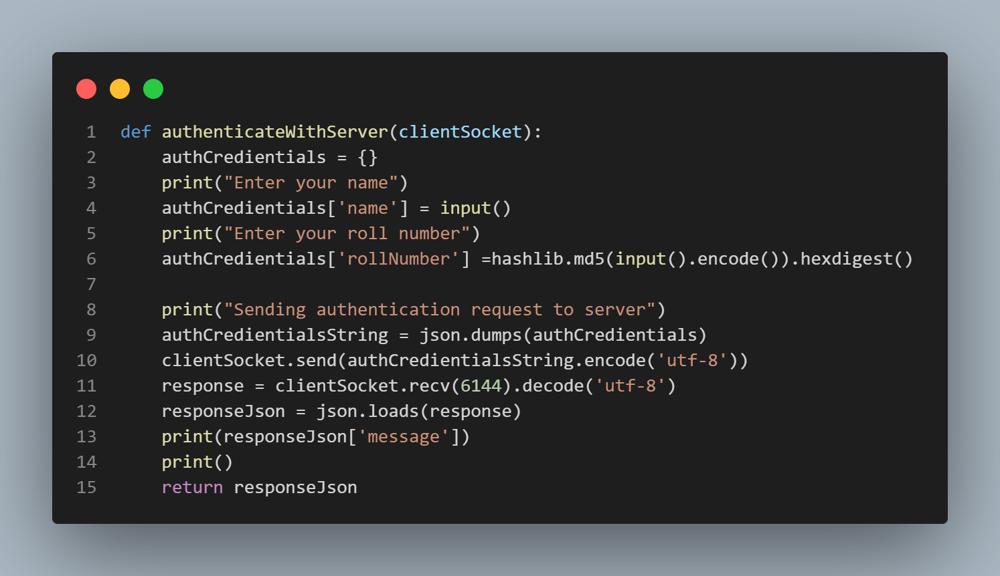 1 def authenticateWithServer(clientSocket):
2     authCredientials = {}
3     print("Enter your name")
4     authCredientials['name'] = input()
5     print("Enter your roll number")
6     authCredientials['rollNumber'] =hashlib.md5(input().encode()).hexdigest()
7
8     print("Sending authentication request to server")
9     authCredientialsString = json.dumps(authCredientials)
10     clientSocket.send(authCredientialsString.encode('utf-8'))
11     response = clientSocket.recv(6144).decode('utf-8')
12     responseJson = json.loads(response)
13     print(responseJson['message'])
14     print()
15     return responseJson